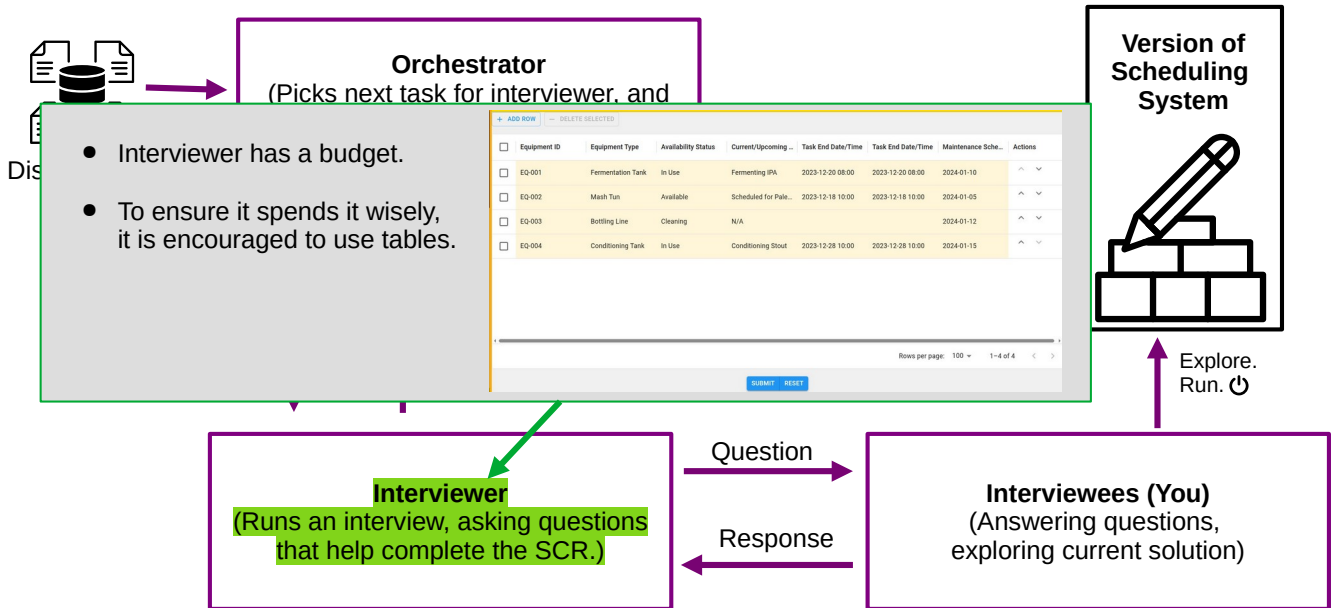 Orchestrator
(Picks next task for interviewer, and
Version of
Scheduling
System
Dis
• Interviewer has a budget.
• To ensure it spends it wisely,
it is encouraged to use tables.
+ ADD ROW — DELETE SELECTED
Equipment ID Equipment Type Availability Status Current/Upcoming ... Task End Date/Time Task End Date/Time Maintenance Sche... Actions
EQ-001 Fermentation Tank In Use Fermenting IPA 2023-12-20 08:00 2023-12-20 08:00 2024-01-10
EQ-002 Mash Tun Available Scheduled for Pale... 2023-12-18 10:00 2023-12-18 10:00 2024-01-05
EQ-003 Bottling Line Cleaning N/A 2024-01-12
EQ-004 Conditioning Tank In Use Conditioning Stout 2023-12-28 10:00 2023-12-28 10:00 2024-01-15
Rows per page: 100 1–4 of 4
SUBMIT RESET
Explore.
Run.
Interviewer
(Runs an interview, asking questions
that help complete the SCR.)
Question
Response
Interviewees (You)
(Answering questions,
exploring current solution)